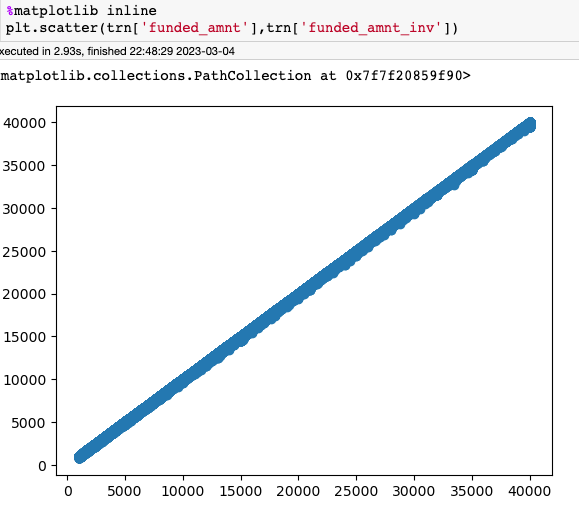 %matplotlib inline
plt.scatter(trn['funded_amnt'],trn['funded_amnt_inv'])
xecuted in 2.93s, finished 22:48:29 2023-03-04
matplotlib.collections.PathCollection at 0x7f7f20859f90>
40000
35000
30000
25000
20000
15000
10000
5000
0
0 5000 10000 15000 20000 25000 30000 35000 40000